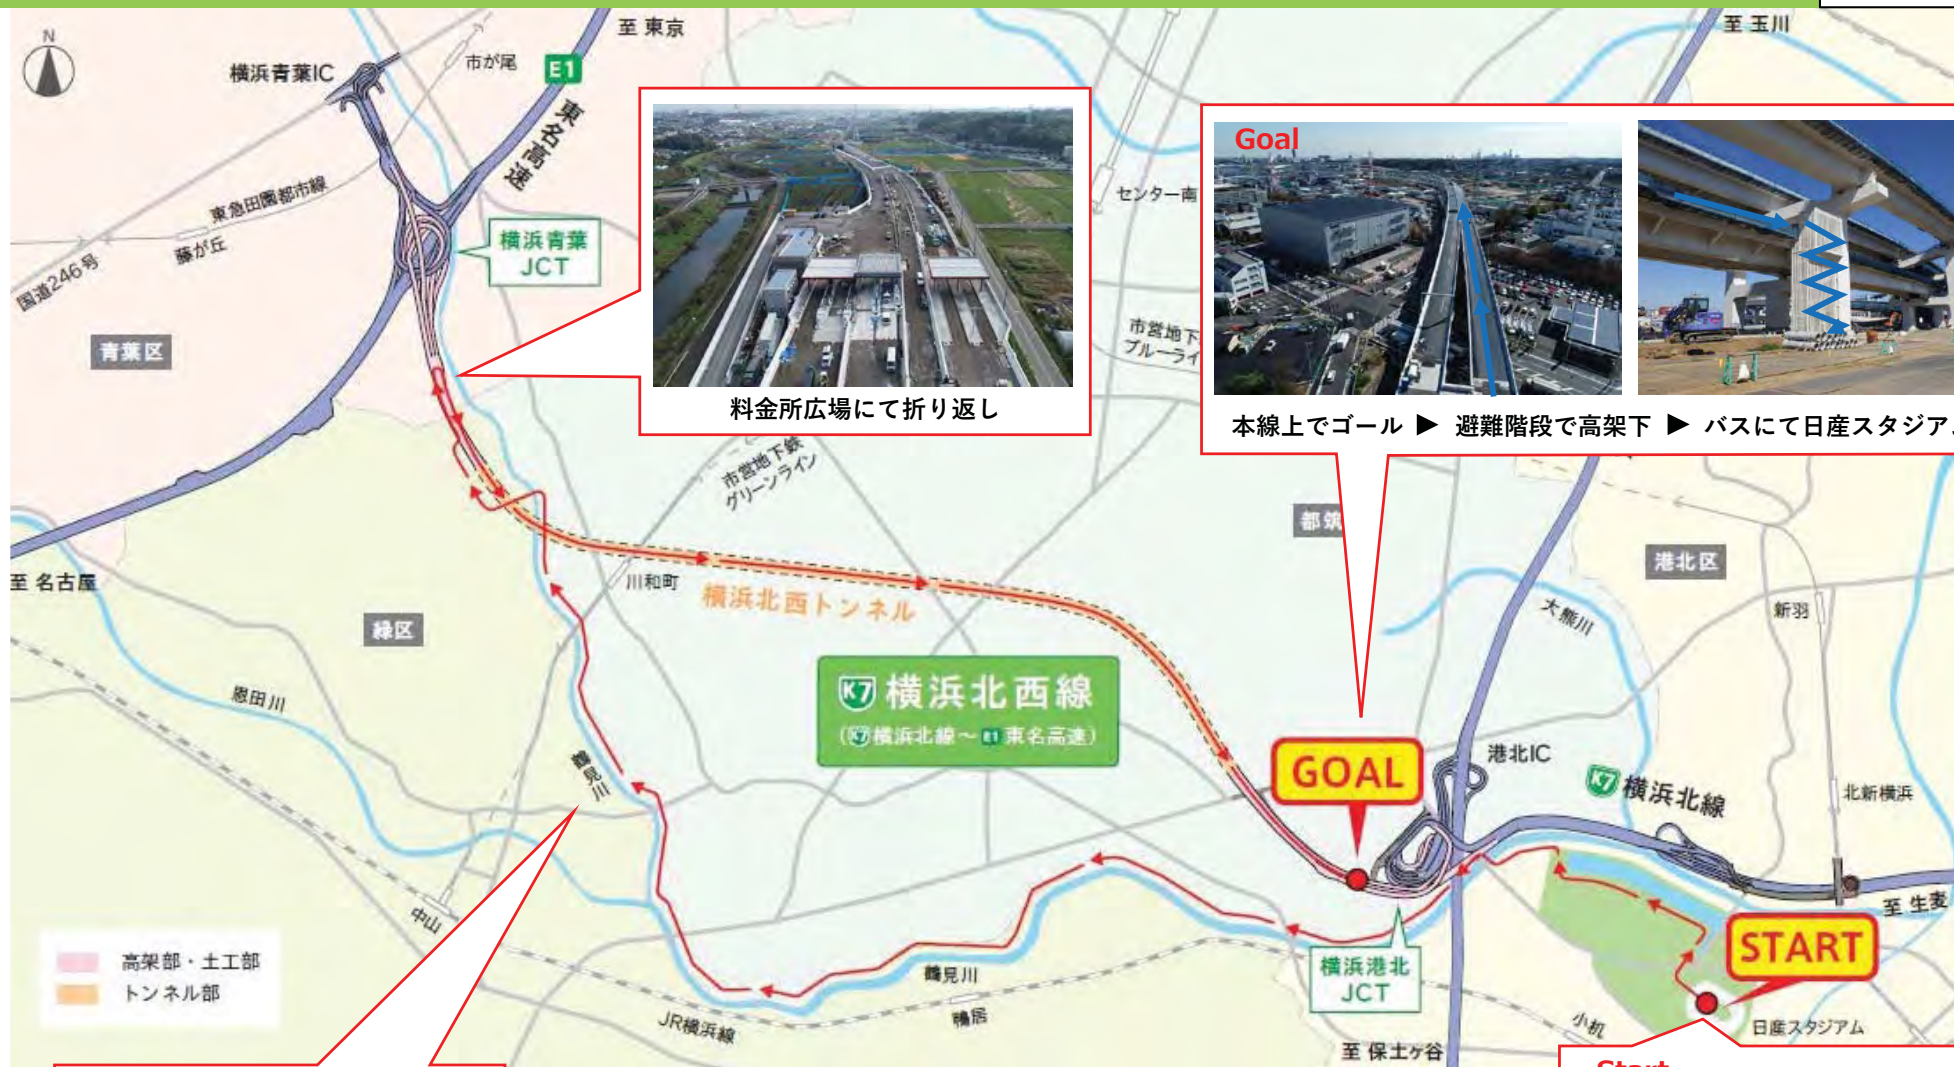 N
横浜青葉IC
市が尾
E1
至 東京
東名高速
至 玉川
東急田園都市線
藤が丘
国道246号
横浜青葉
JCT
青葉区
料金所広場にて折り返し
センター南
市営地下
ブルーライ
Goal
本線上でゴール ▶ 避難階段で高架下 ▶ バスにて日産スタジア
市営地下鉄
グリーンライン
都筑
港北区
至 名古屋
川和町
横浜北西トンネル
緑区
大熊川
新羽
恩田川
K7 横浜北西線
(K7横浜北線～E1東名高速)
鶴見川
GOAL
港北IC
K7 横浜北線
北新横浜
至 生麦
中山
高架部・土工部
トンネル部
鶴見川
鴨居
JR横浜線
横浜港北
JCT
START
小机
日産スタジアム
至 保土ヶ谷
Start